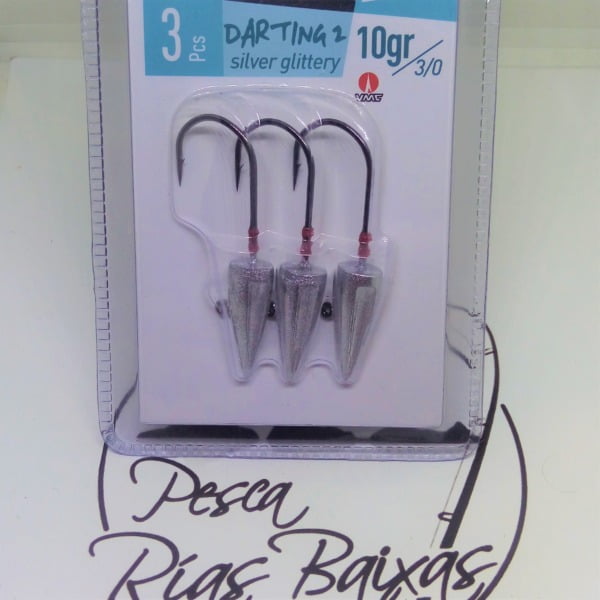 3 Pcs
DARTING 2
silver glittery
10gr/3/0
VMC
Pesca
Rías Baixas